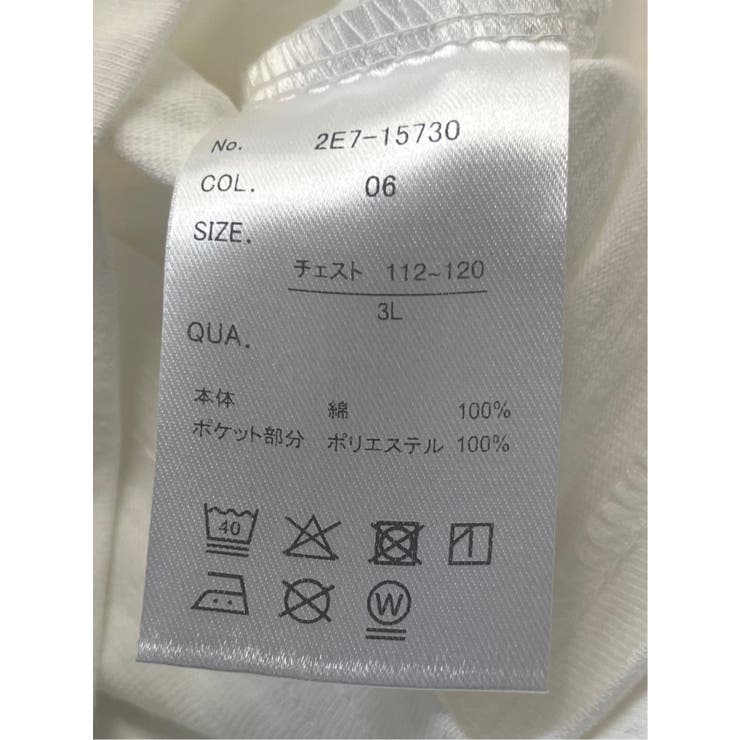 No. 2E7-15730
COL. 06
SIZE.
チェスト 112~120
3L
QUA.
本体 綿 100%
ポケット部分 ポリエステル 100%
40
W